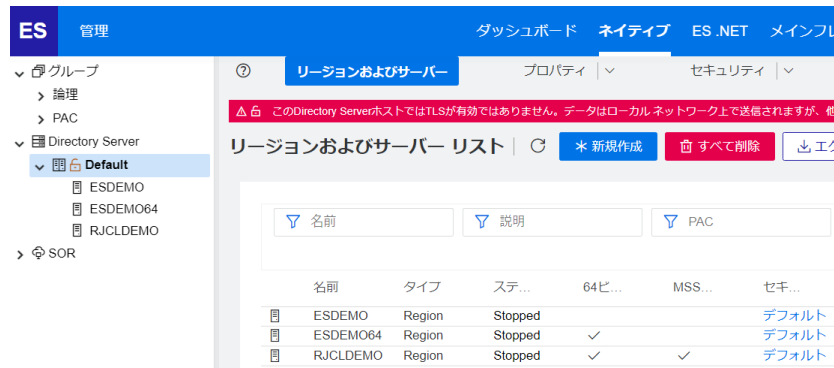 ES 管理 ダッシュボード ネイティブ ES .NET メインフレ
グループ
論理
PAC
Directory Server
Default
ESDEMO
ESDEMO64
RJCLDEMO
SOR
リージョンおよびサーバー プロパティ セキュリティ
このDirectory ServerホストではTLSが有効ではありません。データはローカル ネットワーク上で送信されますが、他
リージョンおよびサーバー リスト 新規作成 すべて削除 エク
名前 説明 PAC
名前 タイプ ステ... 64ビ... MSS... セキ...
ESDEMO Region Stopped デフォルト
ESDEMO64 Region Stopped ✓ デフォルト
RJCLDEMO Region Stopped ✓ ✓ デフォルト